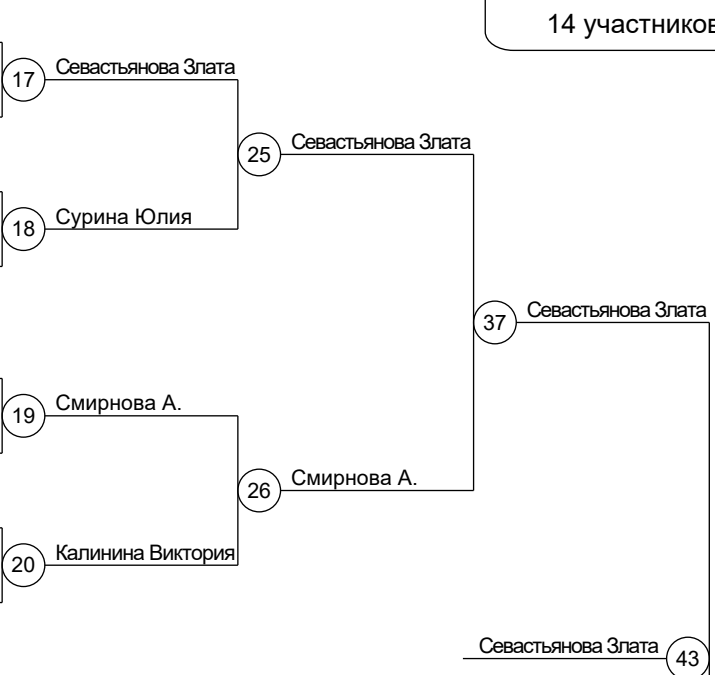 14 участников
17 Севастьянова Злата
25 Севастьянова Злата
18 Сурина Юлия
37 Севастьянова Злата
19 Смирнова А.
26 Смирнова А.
20 Калинина Виктория
Севастьянова Злата 43